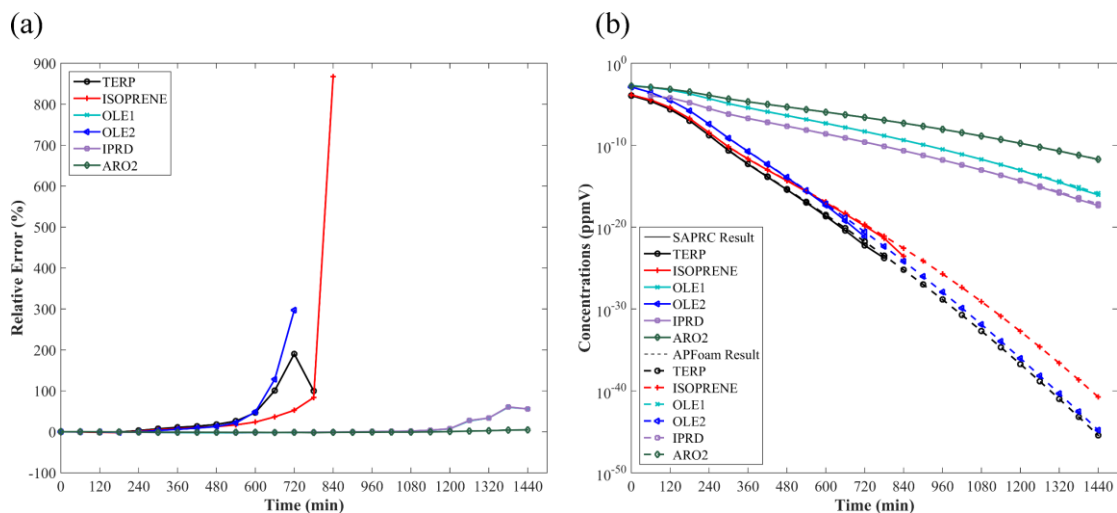 (a)
900
800
700
600
500
400
300
200
100
0
-100
Relative Error (%)
TERP
ISOPRENE
OLE1
OLE2
IPRD
ARO2
0 120 240 360 480 600 720 840 960 1080 1200 1320 1440
Time (min)
(b)
10^0
10^-10
10^-20
10^-30
10^-40
10^-50
Concentrations (ppmV)
SAPRC Result
TERP
ISOPRENE
OLE1
OLE2
IPRD
ARO2
APFoam Result
TERP
ISOPRENE
OLE1
OLE2
IPRD
ARO2
0 120 240 360 480 600 720 840 960 1080 1200 1320 1440
Time (min)